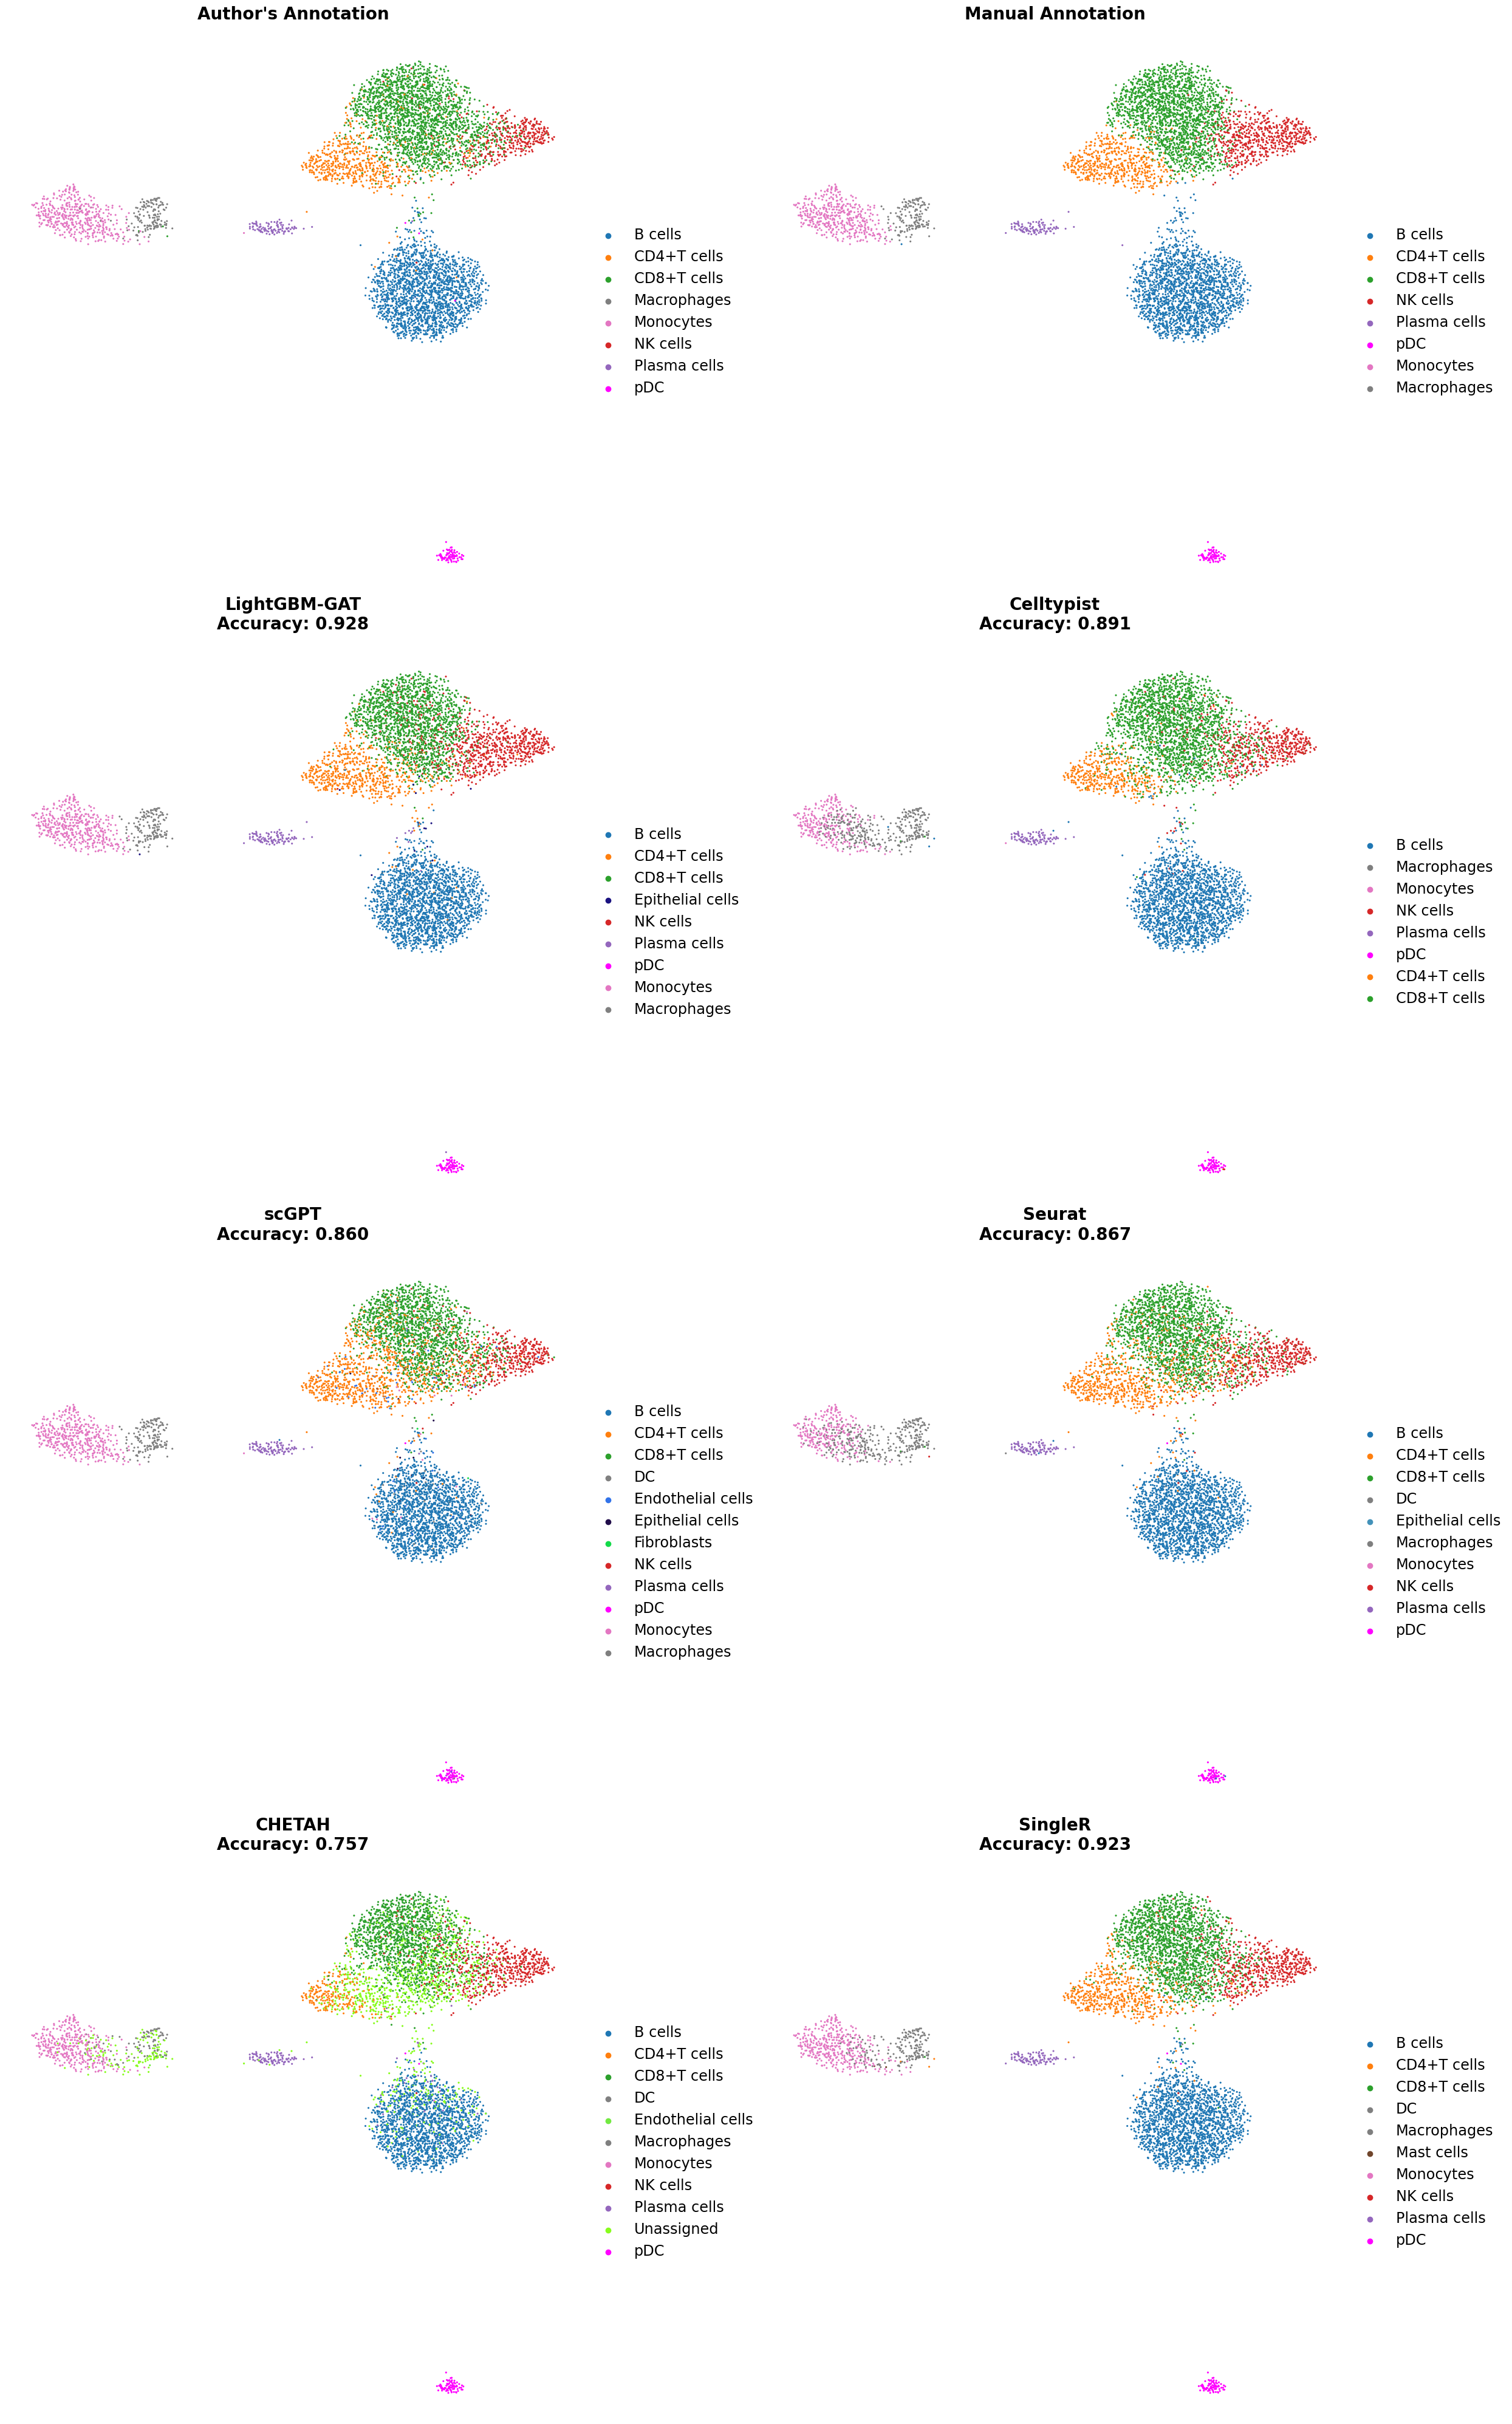 Author's Annotation
B cells
CD4+T cells
CD8+T cells
Macrophages
Monocytes
NK cells
Plasma cells
pDC
Manual Annotation
B cells
CD4+T cells
CD8+T cells
NK cells
Plasma cells
pDC
Monocytes
Macrophages
LightGBM-GAT
Accuracy: 0.928
B cells
CD4+T cells
CD8+T cells
Epithelial cells
NK cells
Plasma cells
pDC
Monocytes
Macrophages
Celltypist
Accuracy: 0.891
B cells
Macrophages
Monocytes
NK cells
Plasma cells
pDC
CD4+T cells
CD8+T cells
scGPT
Accuracy: 0.860
B cells
CD4+T cells
CD8+T cells
DC
Endothelial cells
Epithelial cells
Fibroblasts
NK cells
Plasma cells
pDC
Monocytes
Macrophages
Seurat
Accuracy: 0.867
B cells
CD4+T cells
CD8+T cells
DC
Epithelial cells
Macrophages
Monocytes
NK cells
Plasma cells
pDC
CHETAH
Accuracy: 0.757
B cells
CD4+T cells
CD8+T cells
DC
Endothelial cells
Macrophages
Monocytes
NK cells
Plasma cells
Unassigned
pDC
SingleR
Accuracy: 0.923
B cells
CD4+T cells
CD8+T cells
DC
Macrophages
Mast cells
Monocytes
NK cells
Plasma cells
pDC